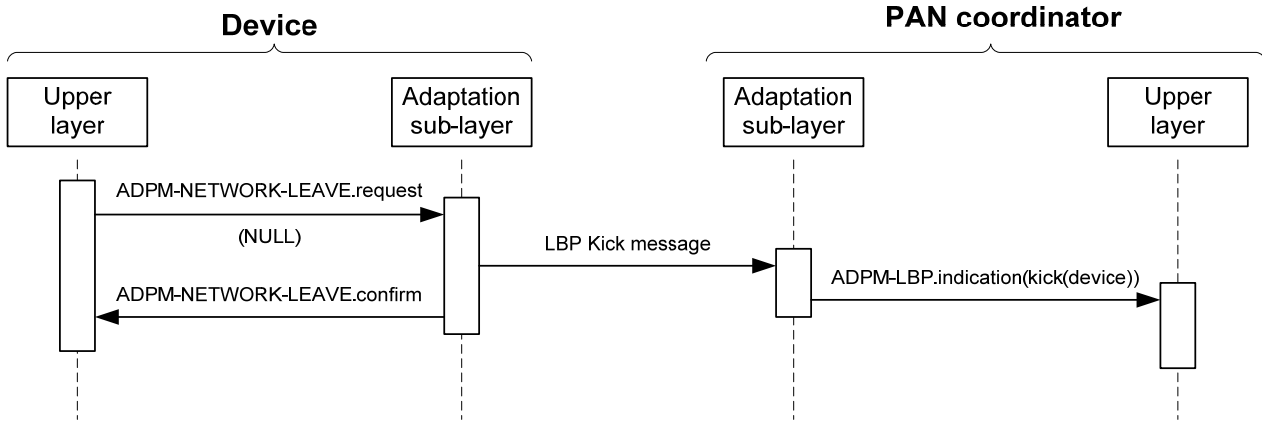 Device
PAN coordinator
Upper
layer
Adaptation
sub-layer
Adaptation
sub-layer
Upper
layer
ADPM-NETWORK-LEAVE.request
(NULL)
LBP Kick message
ADPM-LBP.indication(kick(device))
ADPM-NETWORK-LEAVE.confirm